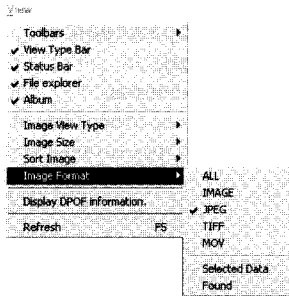 View
Toolbars
View Type Bar
Status Bar
File explorer
Album
Image View Type
Image Size
Sort Image
Image Format
Display DPOF information.
Refresh F5
ALL
IMAGE
JPEG
TIFF
MOV
Selected Data
Found